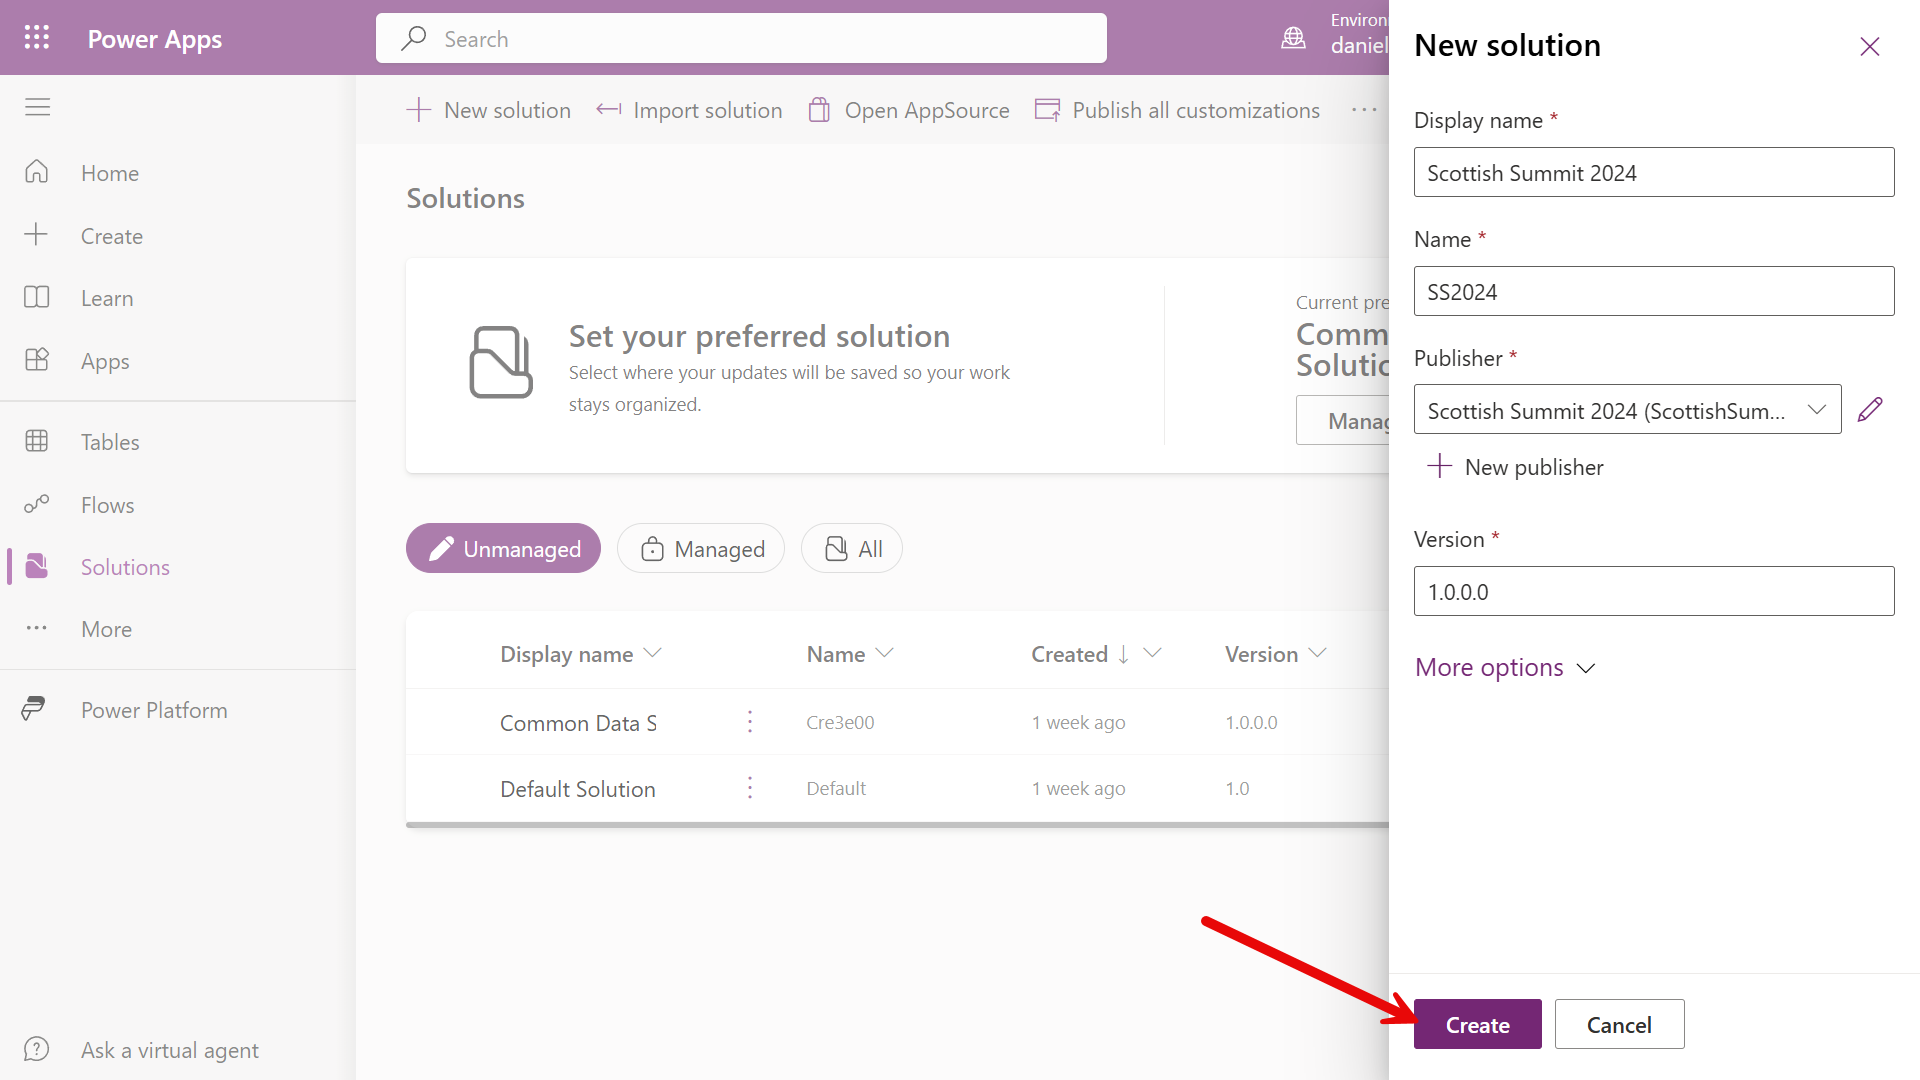 Power Apps
Search
Environ
daniel
New solution
Import solution
Open AppSource
Publish all customizations
Home
Create
Learn
Apps
Tables
Flows
Solutions
More
Power Platform
Ask a virtual agent
Solutions
Set your preferred solution
Select where your updates will be saved so your work
stays organized.
Current pre
Comm
Solutio
Manag
Unmanaged
Managed
All
Display name
Name
Created
Version
Common Data S
Cre3e00
1 week ago
1.0.0.0
Default Solution
Default
1 week ago
1.0
New solution
Display name *
Scottish Summit 2024
Name *
SS2024
Publisher *
Scottish Summit 2024 (ScottishSum...
New publisher
Version *
1.0.0.0
More options
Create
Cancel